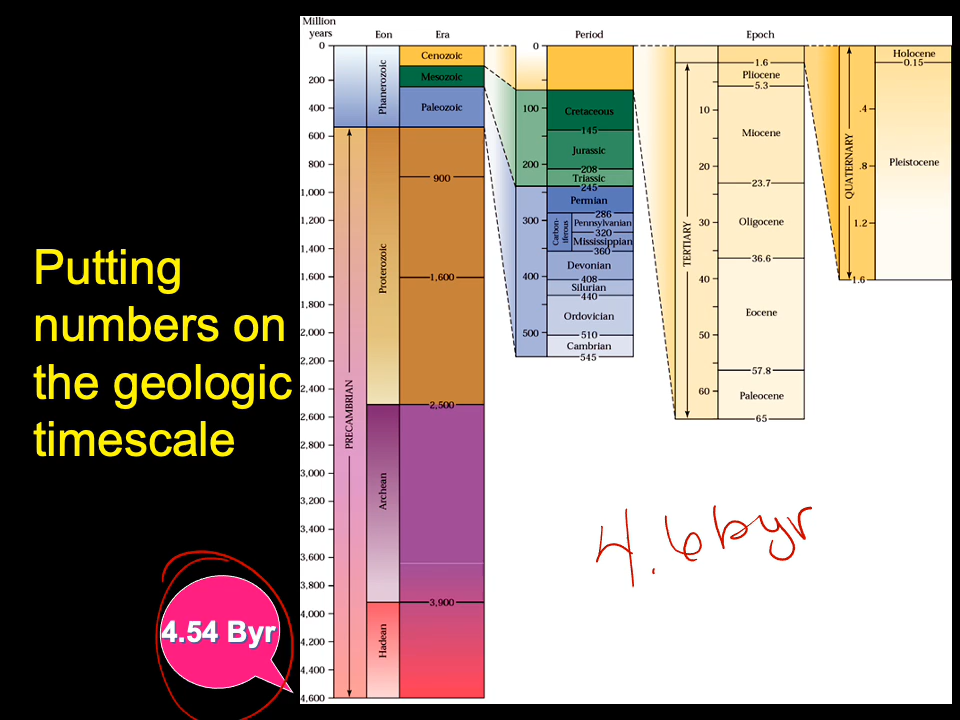 Putting
numbers on
the geologic
timescale
4.54 Byr
Million
years
Eon
Era
Period
Epoch
0
200
400
600
800
1,000
1,200
1,400
1,600
1,800
2,000
2,200
2,400
2,600
2,800
3,000
3,200
3,400
3,600
3,800
4,000
4,200
4,400
4,600
PRECAMBRIAN
Phanerozoic
Proterozoic
Archean
Hadean
Cenozoic
Mesozoic
Paleozoic
900
1,600
2,500
3,900
0
100
200
300
400
500
Cretaceous
145
Jurassic
208
Triassic
245
Permian
286
Carbon-
iferous
Pennsylvanian
320
Mississippian
360
Devonian
408
Silurian
440
Ordovician
510
Cambrian
545
10
20
30
40
50
60
TERTIARY
1.6
Pliocene
5.3
Miocene
23.7
Oligocene
36.6
Eocene
57.8
Paleocene
65
.4
.8
1.2
1.6
QUATERNARY
Holocene
0.15
Pleistocene
4.6byr